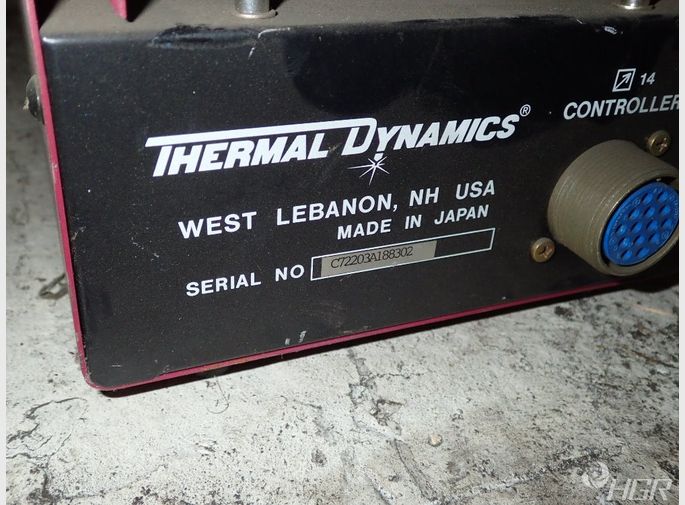 14
CONTROLLER
THERMAL DYNAMICS®
WEST LEBANON, NH USA
MADE IN JAPAN
SERIAL NO C72203A188302
HGR